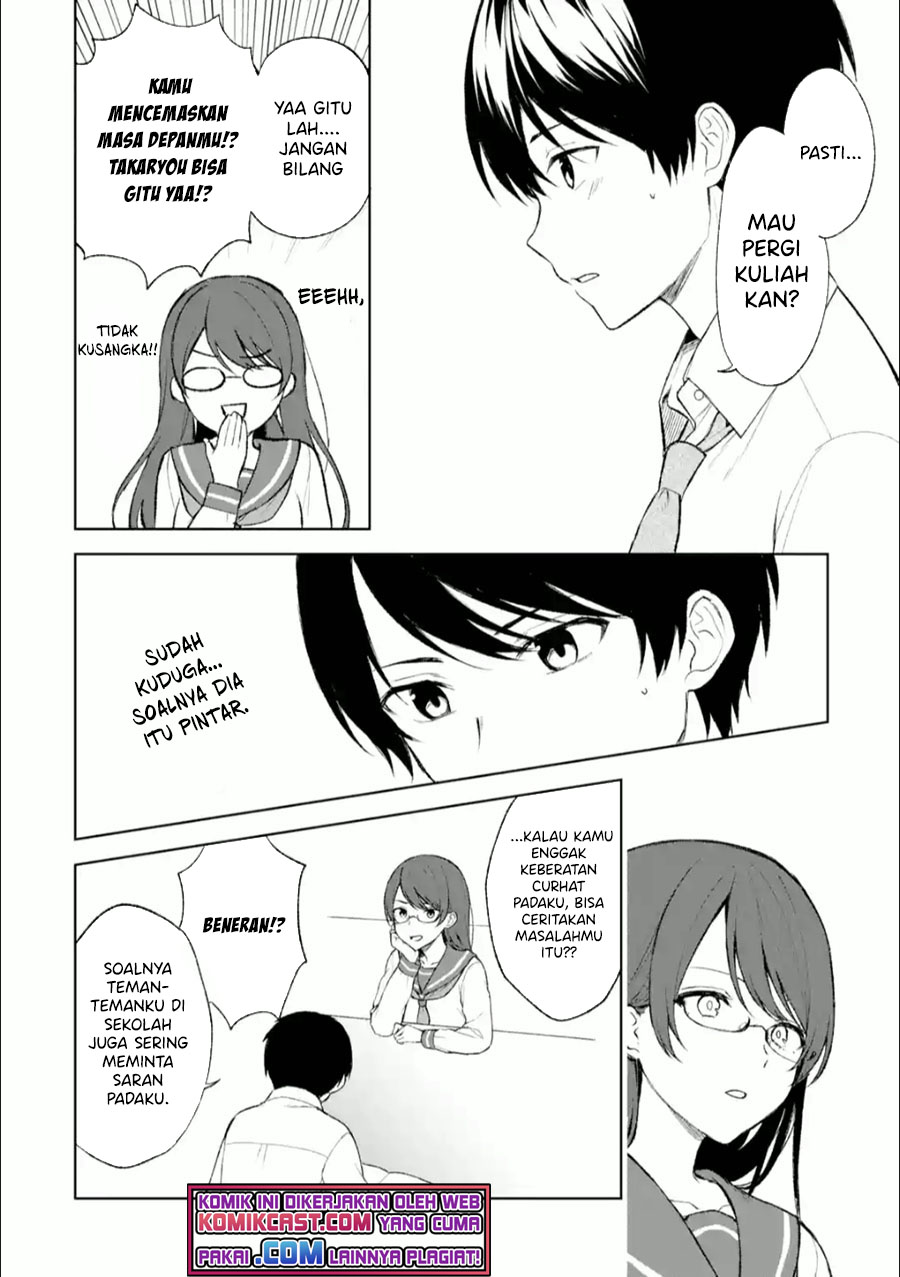 PASTI...
MAU
PERGI
KULIAH
KAN?
YAA GITU
LAH....
JANGAN
BILANG
KAMU
MENCEMASKAN
MASA DEPANMU!?
TAKARYOU BISA
GITU YAA!?
EEEHH,
TIDAK
KUSANGKA!!
SUDAH
KUDUGA...
SOALNYA DIA
ITU PINTAR.
...KALAU KAMU
ENGGAK
KEBERATAN
CURHAT
PADAKU, BISA
CERITAKAN
MASALAHMU
ITU??
BENERAN!?
SOALNYA
TEMAN-
TEMANKU DI
SEKOLAH
JUGA SERING
MEMINTA
SARAN
PADAKU.
KOMIK INI DIKERJAKAN OLEH WEB
KOMIKCAST.COM YANG CUMA
PAKAI .COM LAINNYA PLAGIAT!